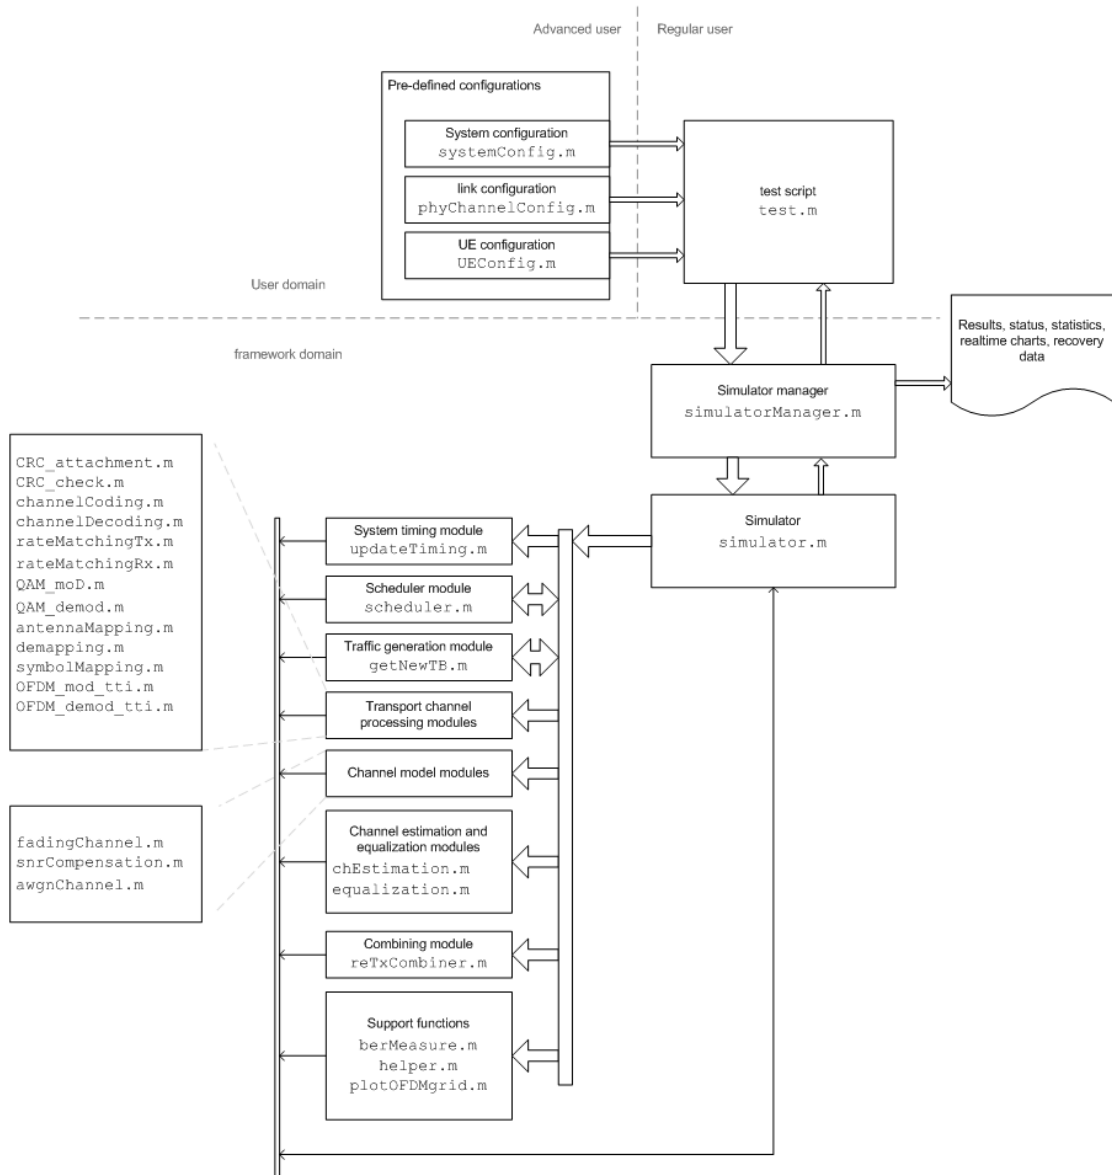 Advanced user
Regular user
Pre-defined configurations
System configuration
systemConfig.m
link configuration
phyChannelConfig.m
UE configuration
UEConfig.m
test script
test.m
User domain
framework domain
Results, status, statistics,
realtime charts, recovery
data
Simulator manager
simulatorManager.m
Simulator
simulator.m
CRC_attachment.m
CRC_check.m
channelCoding.m
channelDecoding.m
rateMatchingTx.m
rateMatchingRx.m
QAM_moD.m
QAM_demod.m
antennaMapping.m
demapping.m
symbolMapping.m
OFDM_mod_tti.m
OFDM_demod_tti.m
System timing module
updateTiming.m
Scheduler module
scheduler.m
Traffic generation module
getNewTB.m
Transport channel
processing modules
Channel model modules
fadingChannel.m
snrCompensation.m
awgnChannel.m
Channel estimation and
equalization modules
chEstimation.m
equalization.m
Combining module
reTxCombiner.m
Support functions
berMeasure.m
helper.m
plotOFDMgrid.m